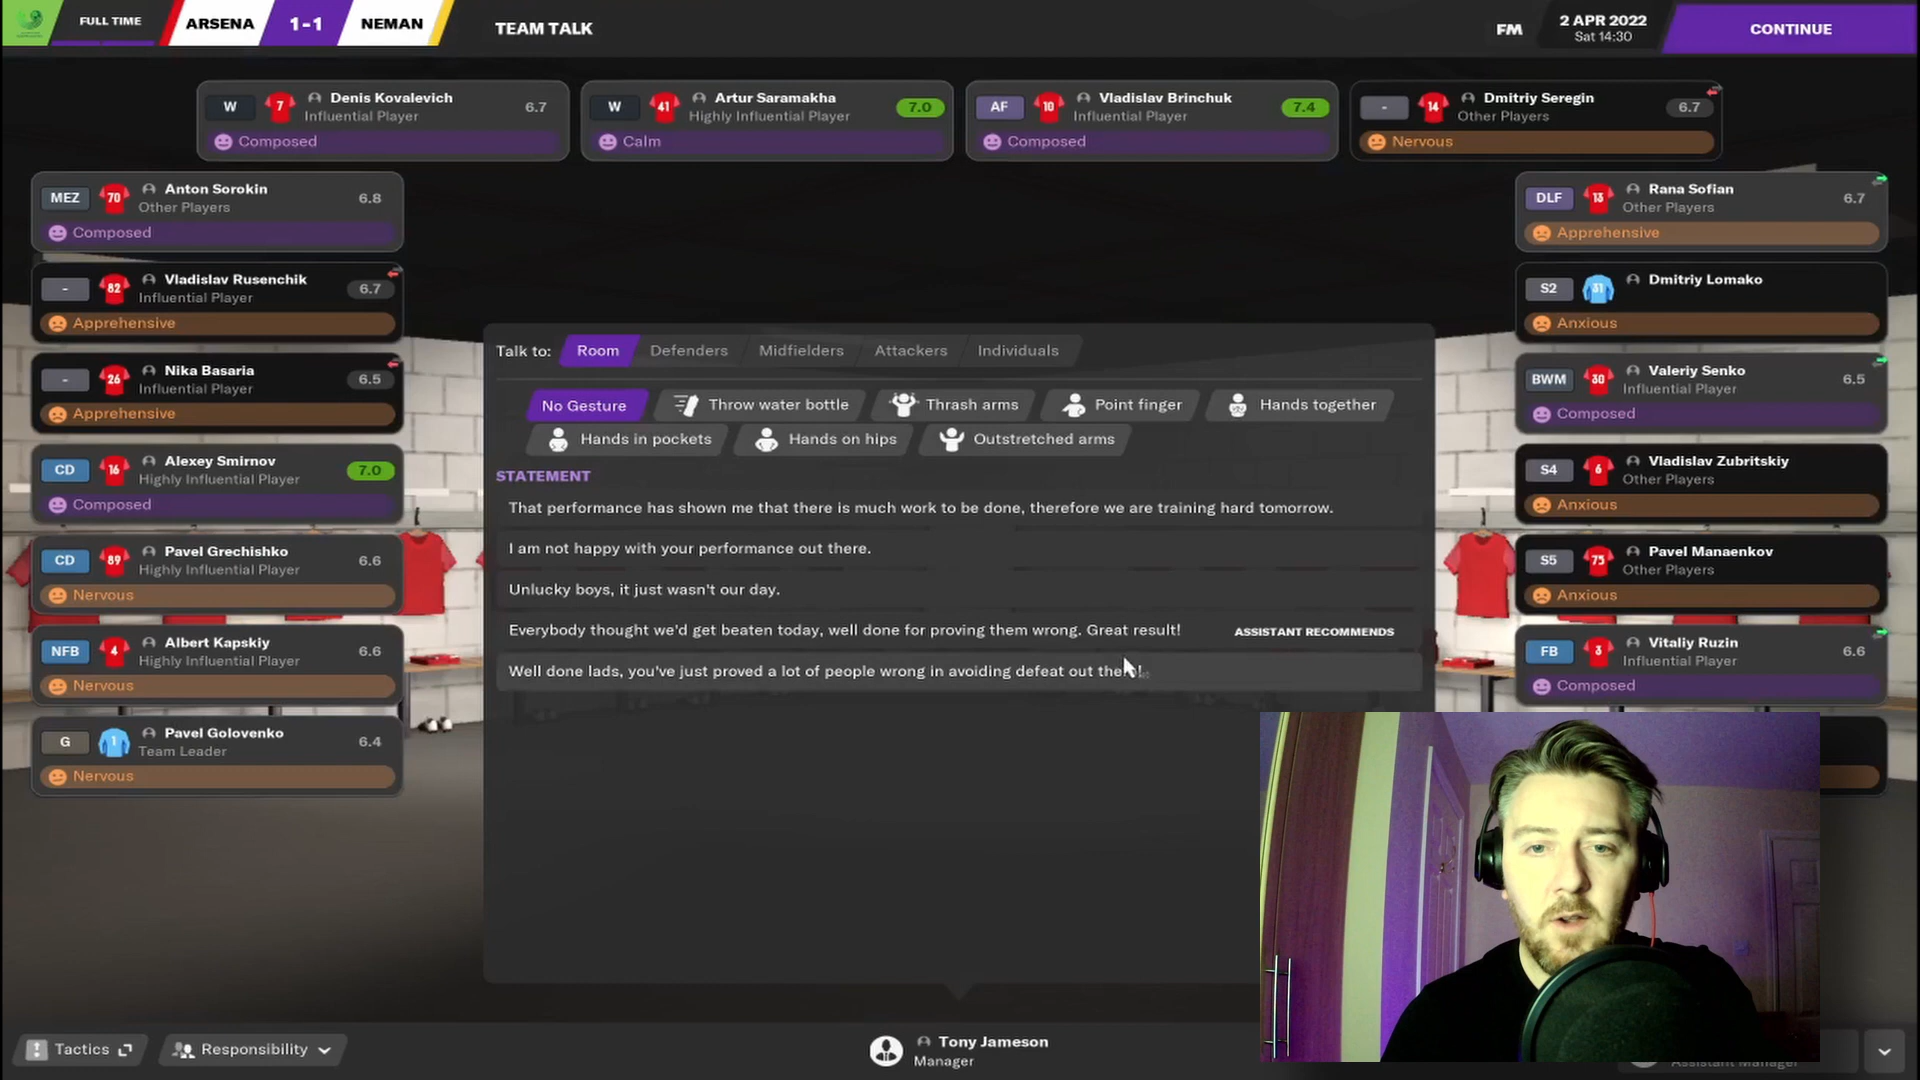 FULL TIME
ARSENA 1-1 NEMAN
TEAM TALK
FM
2 APR 2022
Sat 14:30
CONTINUE
W 7 Denis Kovalevich 6.7
Influential Player
Composed
W 41 Artur Saramakha 7.0
Highly Influential Player
Calm
AF 10 Vladislav Brinchuk 7.4
Influential Player
Composed
- 14 Dmitriy Seregin 6.7
Other Players
Nervous
MEZ 70 Anton Sorokin 6.8
Other Players
Composed
- 82 Vladislav Rusenchik 6.7
Influential Player
Apprehensive
- 26 Nika Basaria 6.5
Influential Player
Apprehensive
CD 16 Alexey Smirnov 7.0
Highly Influential Player
Composed
CD 89 Pavel Grechishko 6.6
Highly Influential Player
Nervous
NFB 4 Albert Kapskiy 6.6
Highly Influential Player
Nervous
G 1 Pavel Golovenko 6.4
Team Leader
Nervous
Talk to: Room Defenders Midfielders Attackers Individuals
No Gesture Throw water bottle Thrash arms Point finger Hands together
Hands in pockets Hands on hips Outstretched arms
STATEMENT
That performance has shown me that there is much work to be done, therefore we are training hard tomorrow.
I am not happy with your performance out there.
Unlucky boys, it just wasn't our day.
Everybody thought we'd get beaten today, well done for proving them wrong. Great result! ASSISTANT RECOMMENDS
Well done lads, you've just proved a lot of people wrong in avoiding defeat out there!
DLF 13 Rana Sofian 6.7
Other Players
Apprehensive
S2 31 Dmitriy Lomako
Anxious
BWM 30 Valeriy Senko 6.5
Influential Player
Composed
S4 6 Vladislav Zubritskiy
Other Players
Anxious
S5 75 Pavel Manaenkov
Other Players
Anxious
FB 3 Vitaliy Ruzin 6.6
Influential Player
Composed
Tactics
Responsibility
Tony Jameson
Manager
Assistant Manager